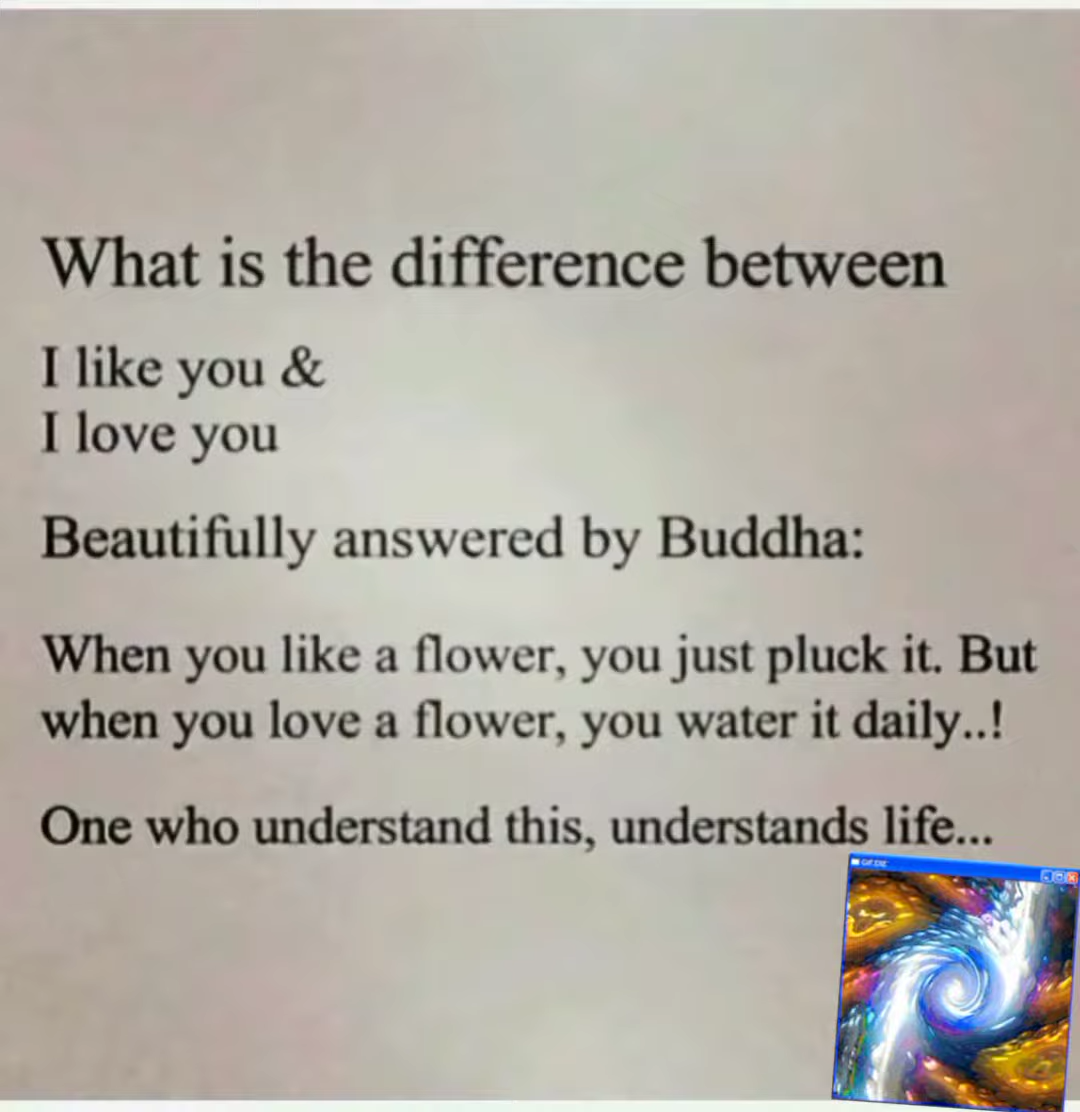 What is the difference between
I like you &
I love you
Beautifully answered by Buddha:
When you like a flower, you just pluck it. But
when you love a flower, you water it daily..!
One who understand this, understands life...